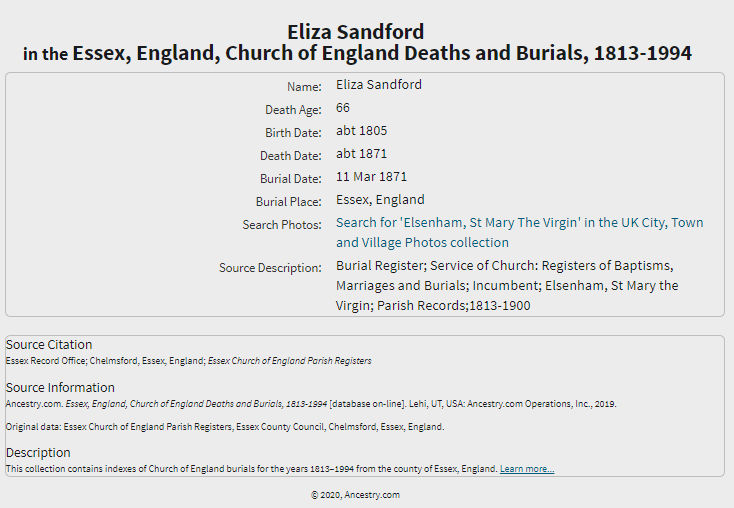 Eliza Sandford
in the Essex, England, Church of England Deaths and Burials, 1813-1994
Name: Eliza Sandford
Death Age: 66
Birth Date: abt 1805
Death Date: abt 1871
Burial Date: 11 Mar 1871
Burial Place: Essex, England
Search Photos: Search for 'Elsenham, St Mary The Virgin' in the UK City, Town
and Village Photos collection
Source Description: Burial Register; Service of Church: Registers of Baptisms,
Marriages and Burials; Incumbent; Elsenham, St Mary the
Virgin; Parish Records;1813-1900
Source Citation
Essex Record Office; Chelmsford, Essex, England; Essex Church of England Parish Registers
Source Information
Ancestry.com. Essex, England, Church of England Deaths and Burials, 1813-1994 [database on-line]. Lehi, UT, USA: Ancestry.com Operations, Inc., 2019.
Original data: Essex Church of England Parish Registers, Essex County Council, Chelmsford, Essex, England.
Description
This collection contains indexes of Church of England burials for the years 1813–1994 from the county of Essex, England. Learn more...
© 2020, Ancestry.com